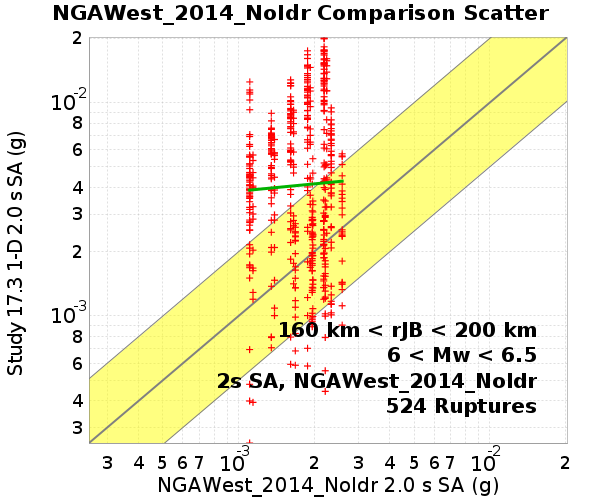 NGAWest_2014_NoIdr Comparison Scatter
Study 17.3 1-D 2.0 s SA (g)
2
10-2
8
6
4
3
2
10-3
8
6
4
3
160 km < rJB < 200 km
6 < Mw < 6.5
2s SA, NGAWest_2014_NoIdr
524 Ruptures
3 4 5 6 7 10-3 2 3 4 5 6 7 10-2 2
NGAWest_2014_NoIdr 2.0 s SA (g)